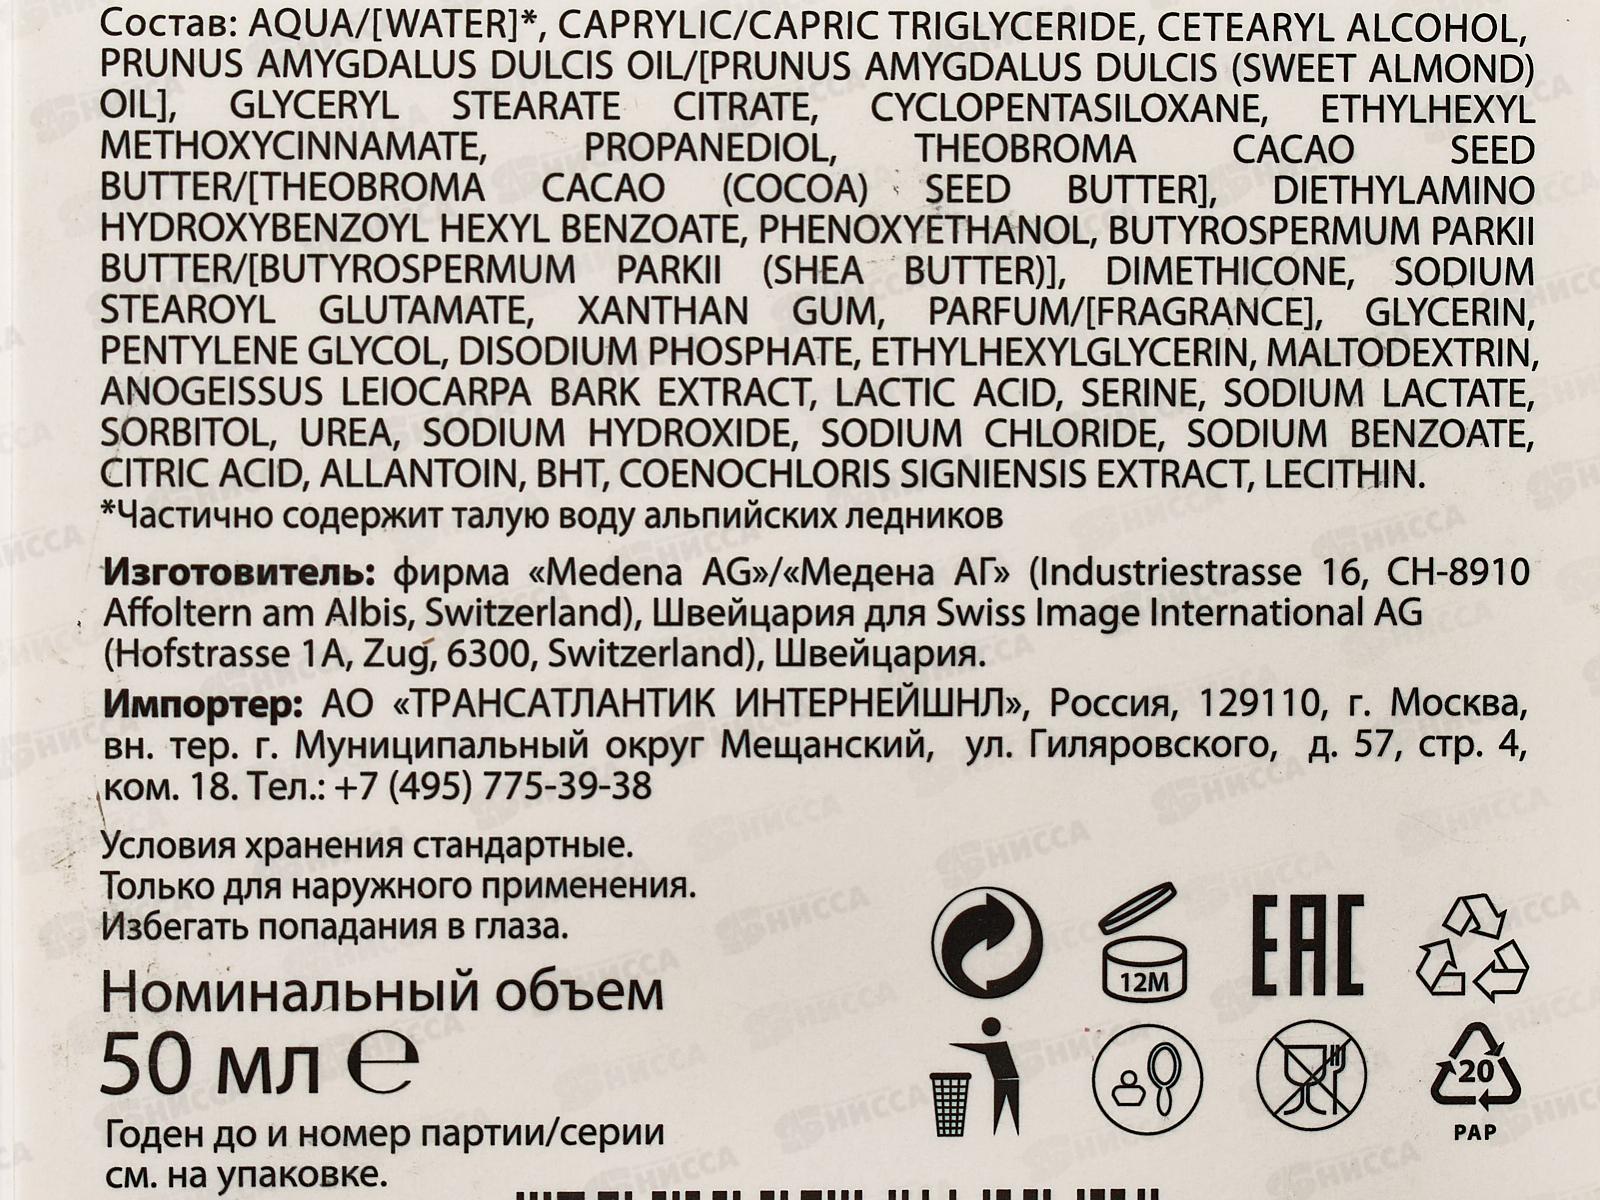 Состав: AQUA/[WATER]*, CAPRYLIC/CAPRIC TRIGLYCERIDE, CETEARYL ALCOHOL,
PRUNUS AMYGDALUS DULCIS OIL/[PRUNUS AMYGDALUS DULCIS (SWEET ALMOND)
OIL], GLYCERYL STEARATE CITRATE, CYCLOPENTASILOXANE, ETHYLHEXYL
METHOXYCINNAMATE, PROPANEDIOL, THEOBROMA CACAO SEED
BUTTER/[THEOBROMA CACAO (COCOA) SEED BUTTER], DIETHYLAMINO
HYDROXYBENZOYL HEXYL BENZOATE, PHENOXYETHANOL, BUTYROSPERMUM PARKII
BUTTER/[BUTYROSPERMUM PARKII (SHEA BUTTER)], DIMETHICONE, SODIUM
STEAROYL GLUTAMATE, XANTHAN GUM, PARFUM/[FRAGRANCE], GLYCERIN,
PENTYLENE GLYCOL, DISODIUM PHOSPHATE, ETHYLHEXYLGLYCERIN, MALTODEXTRIN,
ANOGEISSUS LEIOCARPA BARK EXTRACT, LACTIC ACID, SERINE, SODIUM LACTATE,
SORBITOL, UREA, SODIUM HYDROXIDE, SODIUM CHLORIDE, SODIUM BENZOATE,
CITRIC ACID, ALLANTOIN, BHT, COENOCHLORIS SIGNIENSIS EXTRACT, LECITHIN.
*Частично содержит талую воду альпийских ледников
Изготовитель: фирма «Medena AG»/«Медена АГ» (Industriestrasse 16, CH-8910
Affoltern am Albis, Switzerland), Швейцария для Swiss Image International AG
(Hofstrasse 1A, Zug, 6300, Switzerland), Швейцария.
Импортер: АО «ТРАНСАТЛАНТИК ИНТЕРНЕЙШНЛ», Россия, 129110, г. Москва,
вн. тер. г. Муниципальный округ Мещанский, ул. Гиляровского, д. 57, стр. 4,
ком. 18. Тел.: +7 (495) 775-39-38
Условия хранения стандартные.
Только для наружного применения.
Избегать попадания в глаза.
Номинальный объем
50 мл ℮
Годен до и номер партии/серии
см. на упаковке.
12M
EAC
20
PAP
НИССА